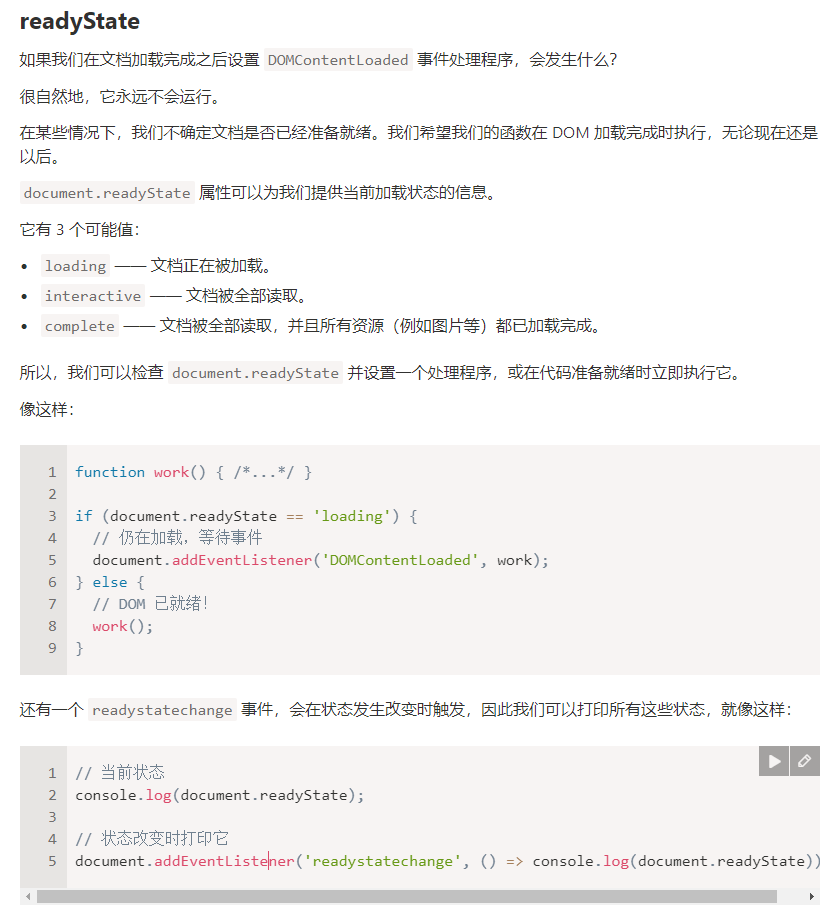 readyState
如果我们在文档加载完成之后设置 DOMContentLoaded 事件处理程序，会发生什么？
很自然地，它永远不会运行。
在某些情况下，我们不确定文档是否已经准备就绪。我们希望我们的函数在 DOM 加载完成时执行，无论现在还是
以后。
document.readyState 属性可以为我们提供当前加载状态的信息。
它有 3 个可能值：
• loading —— 文档正在被加载。
• interactive —— 文档被全部读取。
• complete —— 文档被全部读取，并且所有资源（例如图片等）都已加载完成。
所以，我们可以检查 document.readyState 并设置一个处理程序，或在代码准备就绪时立即执行它。
像这样：
1 function work() { /*...*/ }
2
3 if (document.readyState == 'loading') {
4   // 仍在加载，等待事件
5   document.addEventListener('DOMContentLoaded', work);
6 } else {
7   // DOM 已就绪！
8   work();
9 }
还有一个 readystatechange 事件，会在状态发生改变时触发，因此我们可以打印所有这些状态，就像这样：
1 // 当前状态
2 console.log(document.readyState);
3
4 // 状态改变时打印它
5 document.addEventListener('readystatechange', () => console.log(document.readyState))